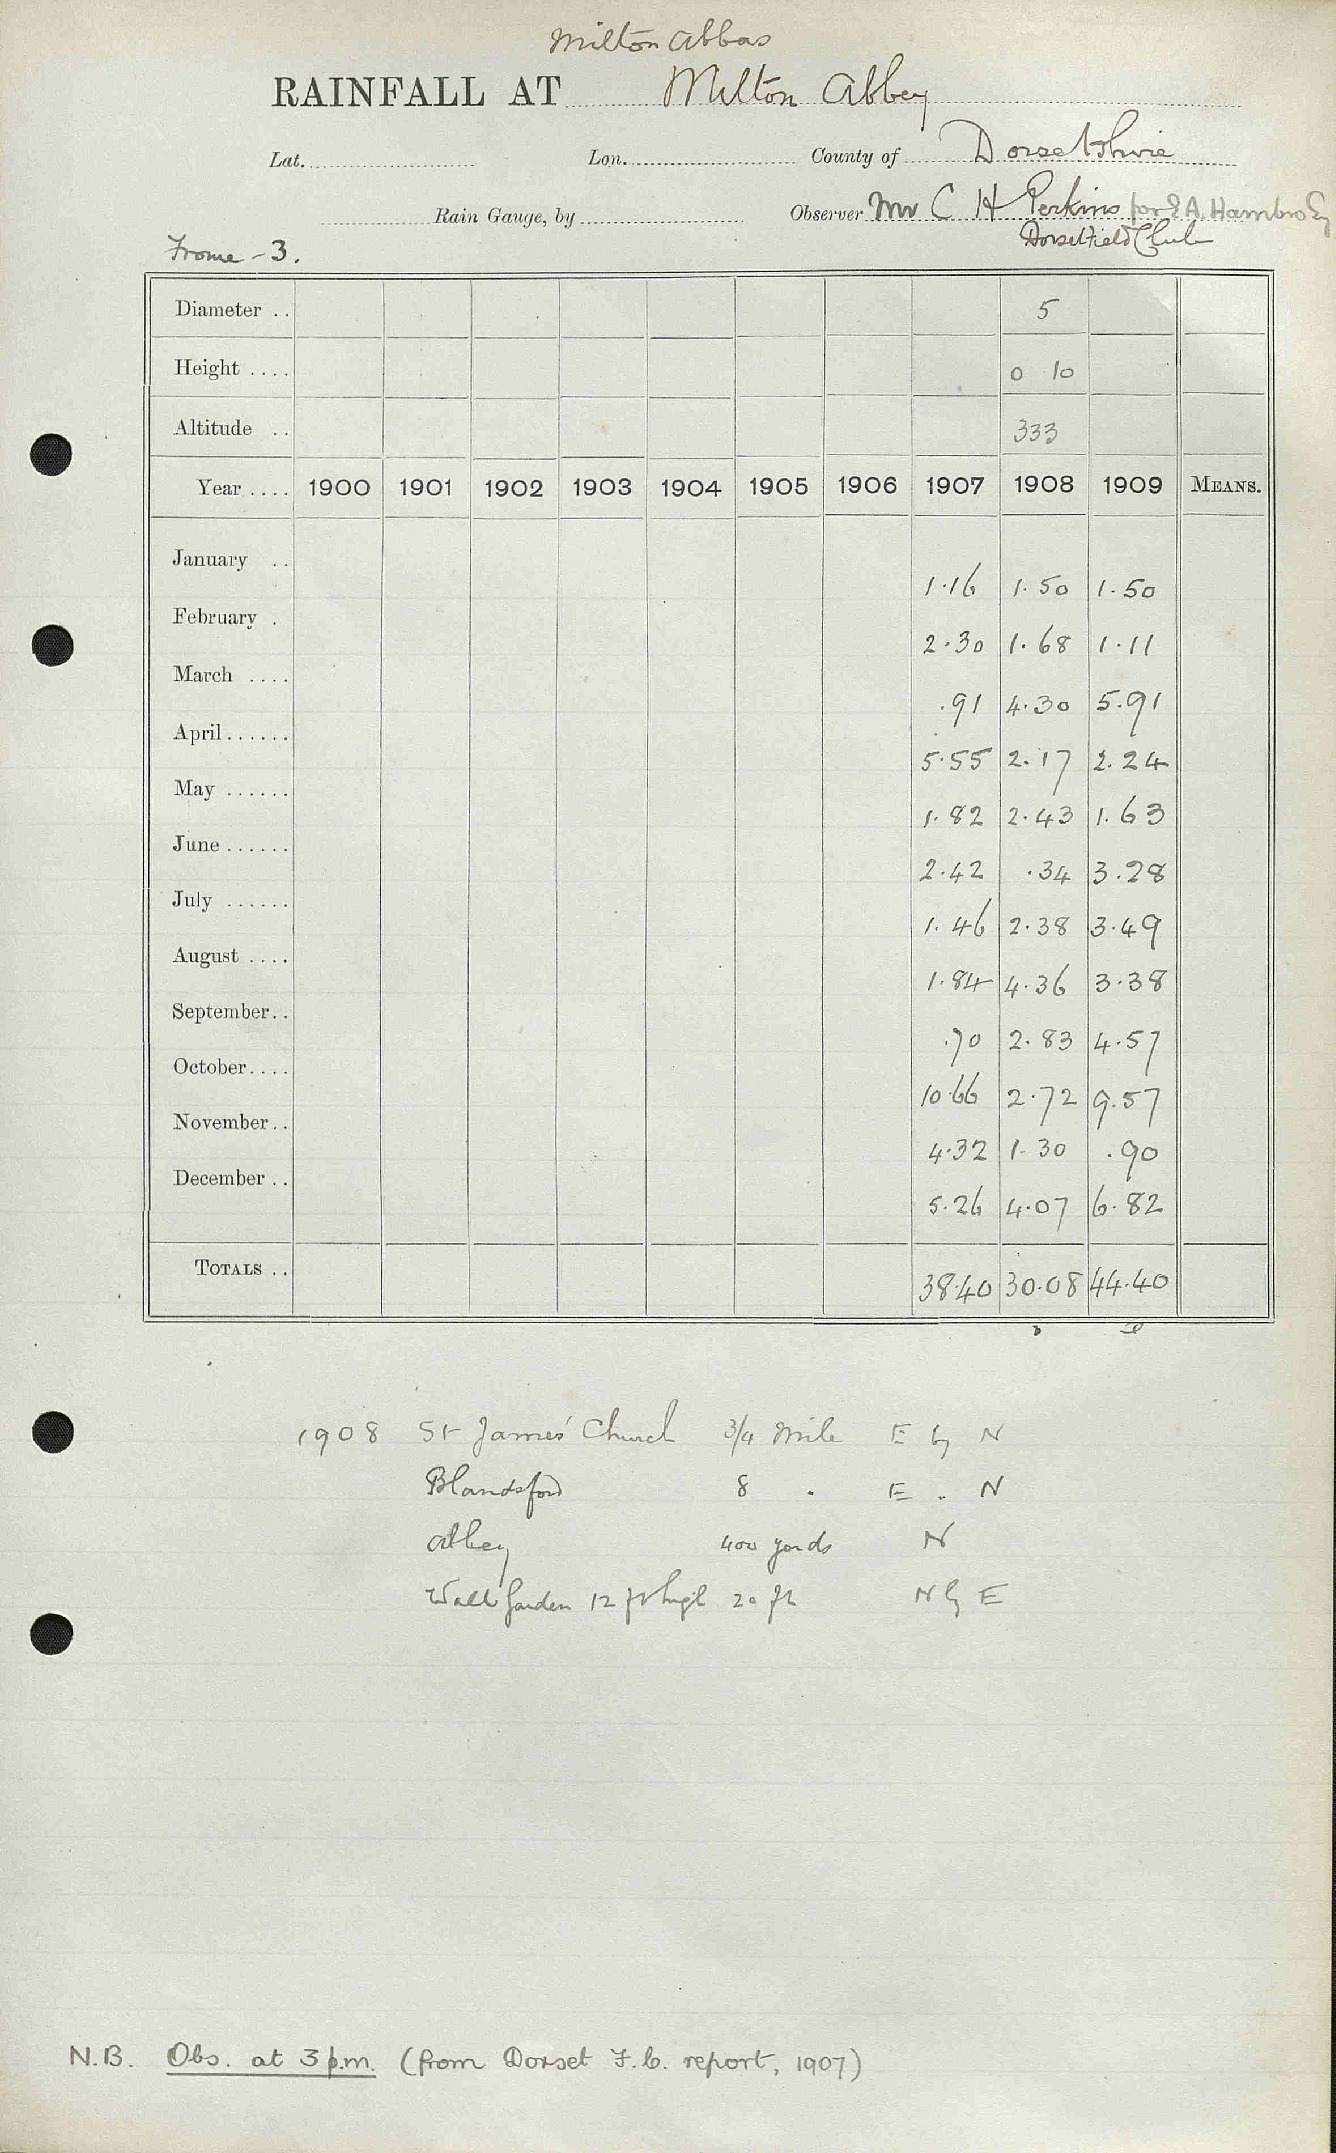 Milton Abbas
RAINFALL AT Milton Abbey
Lat. Lon. County of Dorsetshire
Rain Gauge, by Observer Mr C H Perkins for E A. Hambro Esq
Frome - 3. Dorset Field Club
Diameter .. 5
Height .... 0 10
Altitude .. 333
Year .... 1900 1901 1902 1903 1904 1905 1906 1907 1908 1909 MEANS.
January .. 1.16 1.50 1.50
February . 2.30 1.68 1.11
March .... .91 4.30 5.91
April ...... 5.55 2.17 2.24
May ...... 1.82 2.43 1.63
June ...... 2.42 .34 3.28
July ...... 1.46 2.38 3.49
August .... 1.84 4.36 3.38
September.. .70 2.83 4.57
October.... 10.66 2.72 9.57
November.. 4.32 1.30 .90
December .. 5.26 4.07 6.82
TOTALS .. 38.40 30.08 44.40
1908 St James' Church 3/4 mile E by N
Blandsford 8 . E . N
Abbey 400 yards N
Wall Garden 12 ft high 20 ft N by E
N.B. Obs. at 3 p.m. (from Dorset F.C. report, 1907)